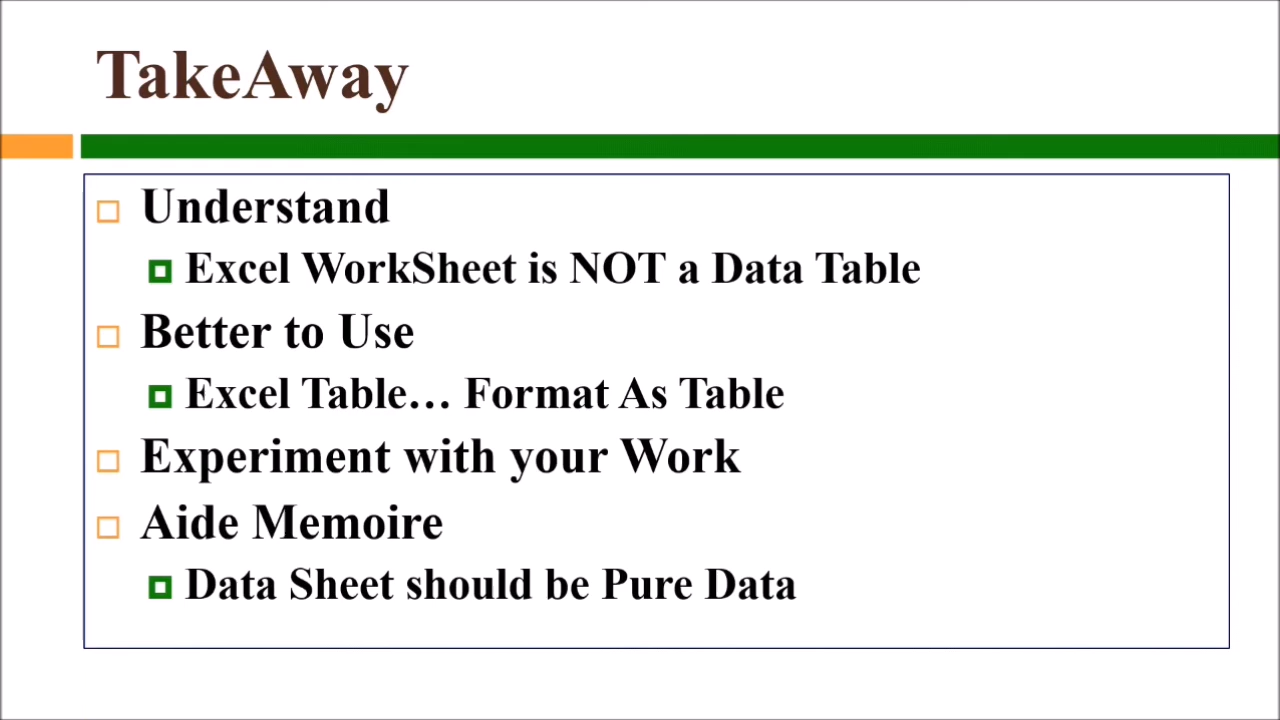 TakeAway
Understand
Excel WorkSheet is NOT a Data Table
Better to Use
Excel Table… Format As Table
Experiment with your Work
Aide Memoire
Data Sheet should be Pure Data